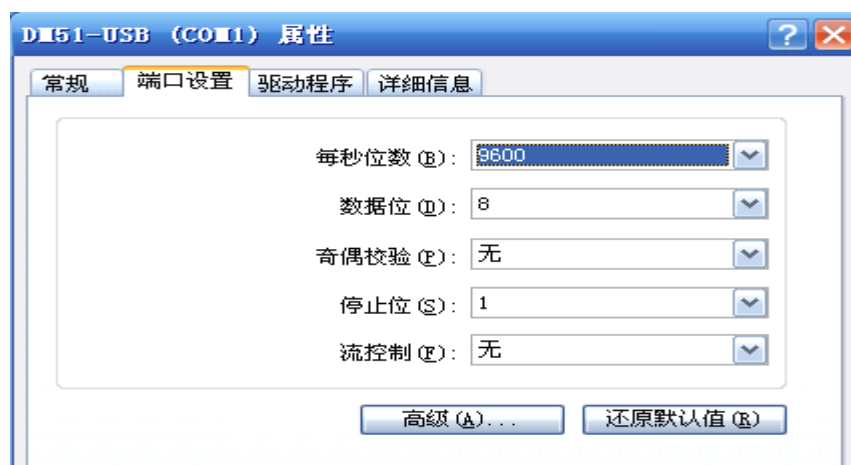 DM51-USB (COM1) 属性
常规 端口设置 驱动程序 详细信息
每秒位数(B): 9600
数据位(D): 8
奇偶校验(P): 无
停止位(S): 1
流控制(F): 无
高级(A)... 还原默认值(R)